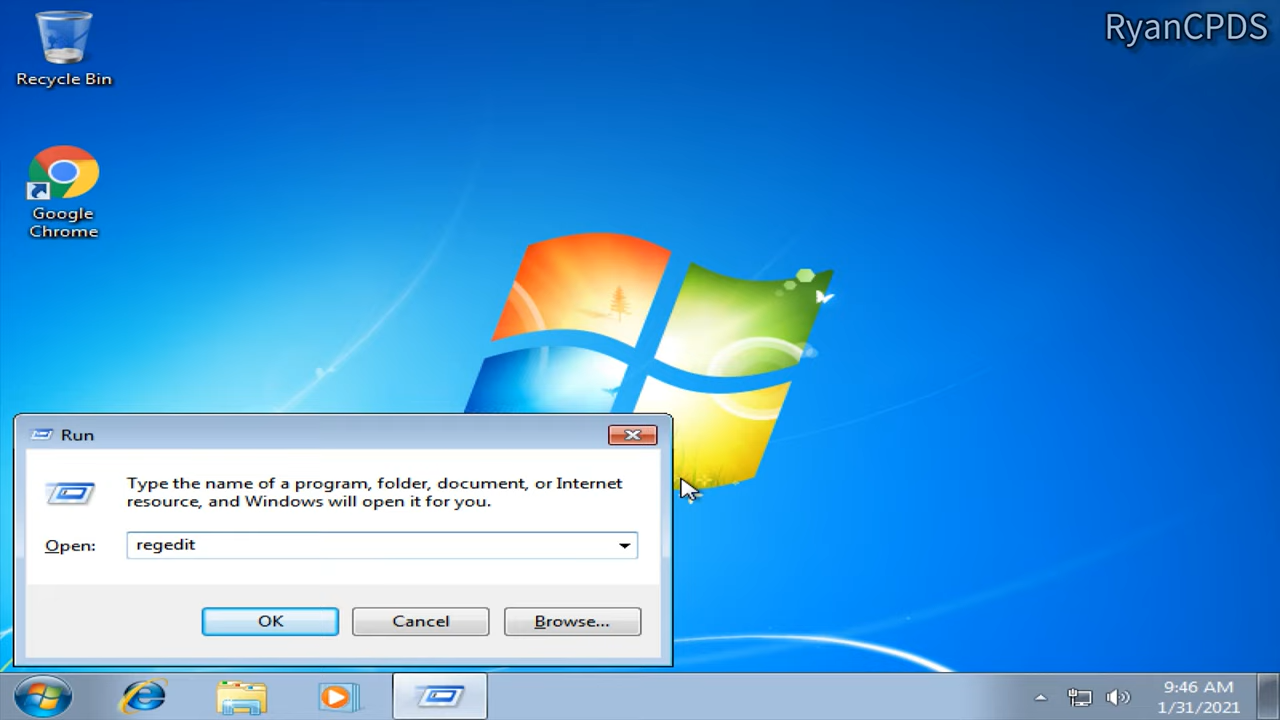 RyanCPDS
Recycle Bin
Google
Chrome
Run
Type the name of a program, folder, document, or Internet
resource, and Windows will open it for you.
Open: regedit
OK Cancel Browse...
9:46 AM
1/31/2021